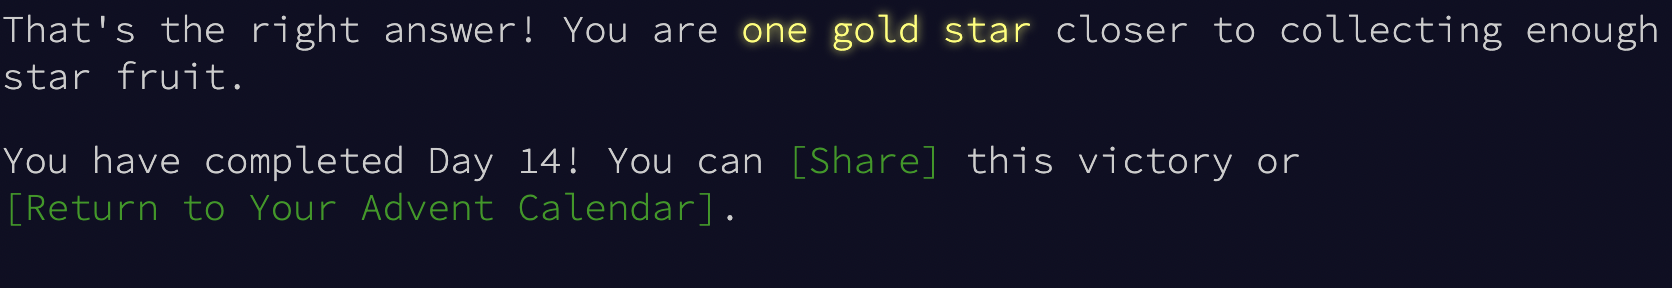 That's the right answer! You are one gold star closer to collecting enough
star fruit.
You have completed Day 14! You can [Share] this victory or
[Return to Your Advent Calendar].